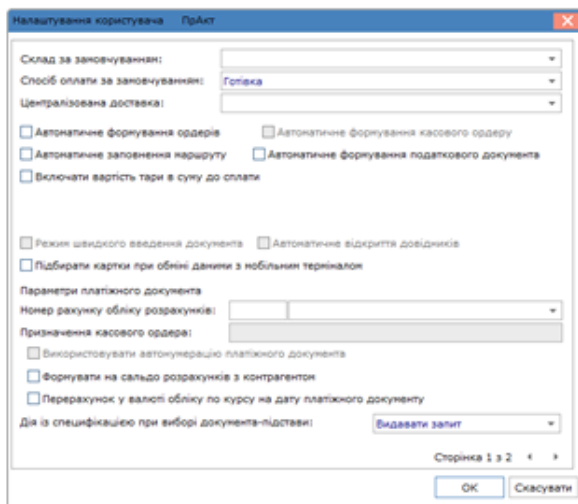 Налаштування користувача ПрАкт
Склад за замовчуванням:
Спосіб оплати за замовчуванням: Готівка
Централізована доставка:
Автоматичне формування ордерів Автоматичне формування касового ордеру
Автоматичне заповнення маршруту Автоматичне формування податкового документа
Включати вартість тари в суму до сплати
Режим швидкого введення документа Автоматичне відкриття довідників
Підбирати картки при обміні даними з мобільним терміналом
Параметри платіжного документа
Номер рахунку обліку розрахунків:
Призначення касового ордера:
Використовувати автонумерацію платіжного документа
Формувати на сальдо розрахунків з контрагентом
Перерахунок у валюті обліку по курсу на дату платіжного документу
Дія із специфікацією при виборі документа-підстави: Видавати запит
Сторінка 1 з 2
OK Скасувати